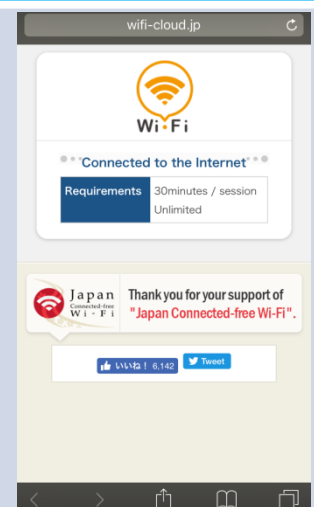 wifi-cloud.jp
Wi-Fi
Connected to the Internet
Requirements 30minutes / session
Unlimited
Japan
Connected-free
Wi-Fi
Thank you for your support of
"Japan Connected-free Wi-Fi".
いいね！ 6,142 Tweet